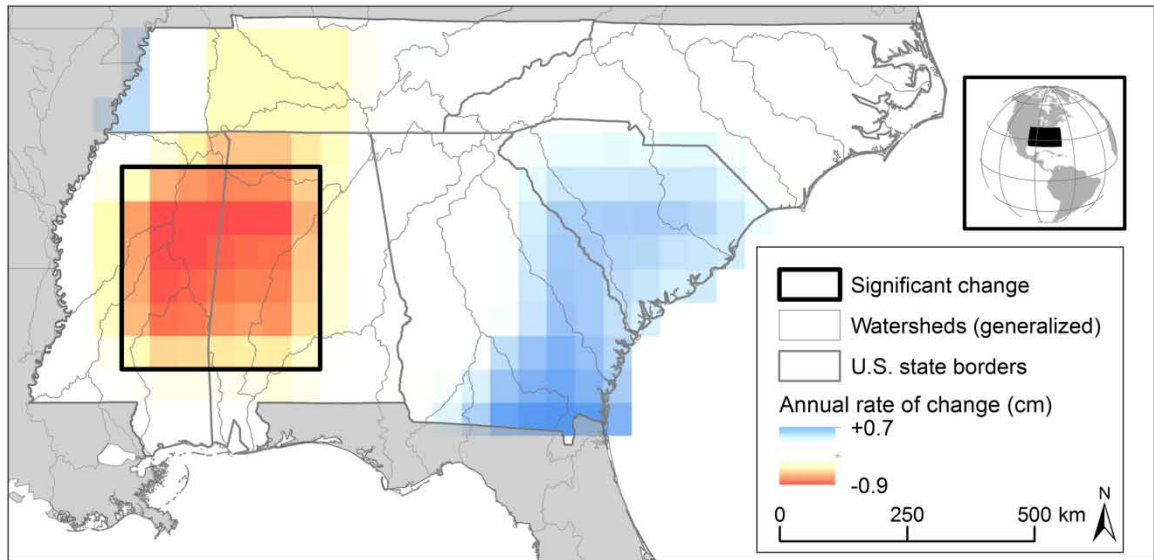 Significant change
Watersheds (generalized)
U.S. state borders
Annual rate of change (cm)
+0.7
-0.9
N
0 250 500 km